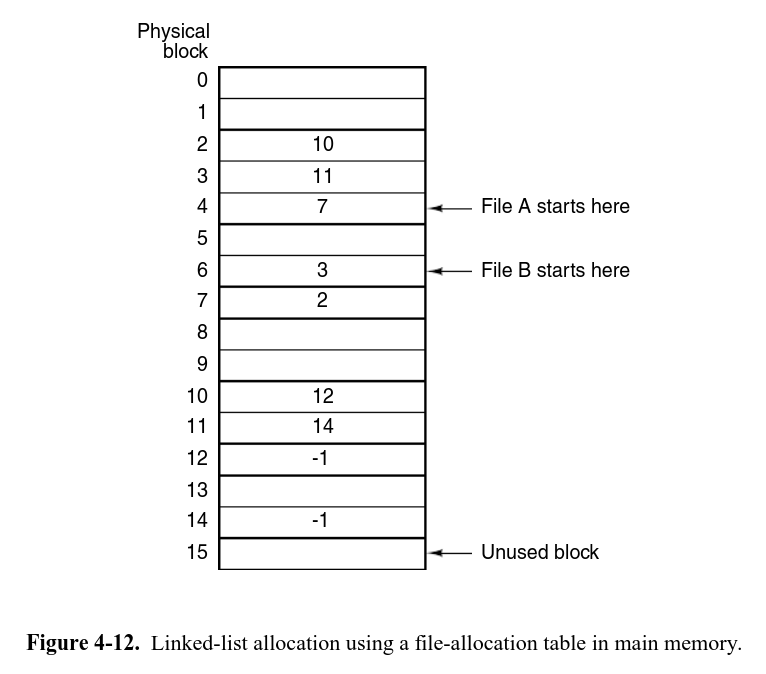 Physical
block
0
1
2 10
3 11
4 7 File A starts here
5
6 3 File B starts here
7 2
8
9
10 12
11 14
12 -1
13
14 -1
15 Unused block
Figure 4-12. Linked-list allocation using a file-allocation table in main memory.